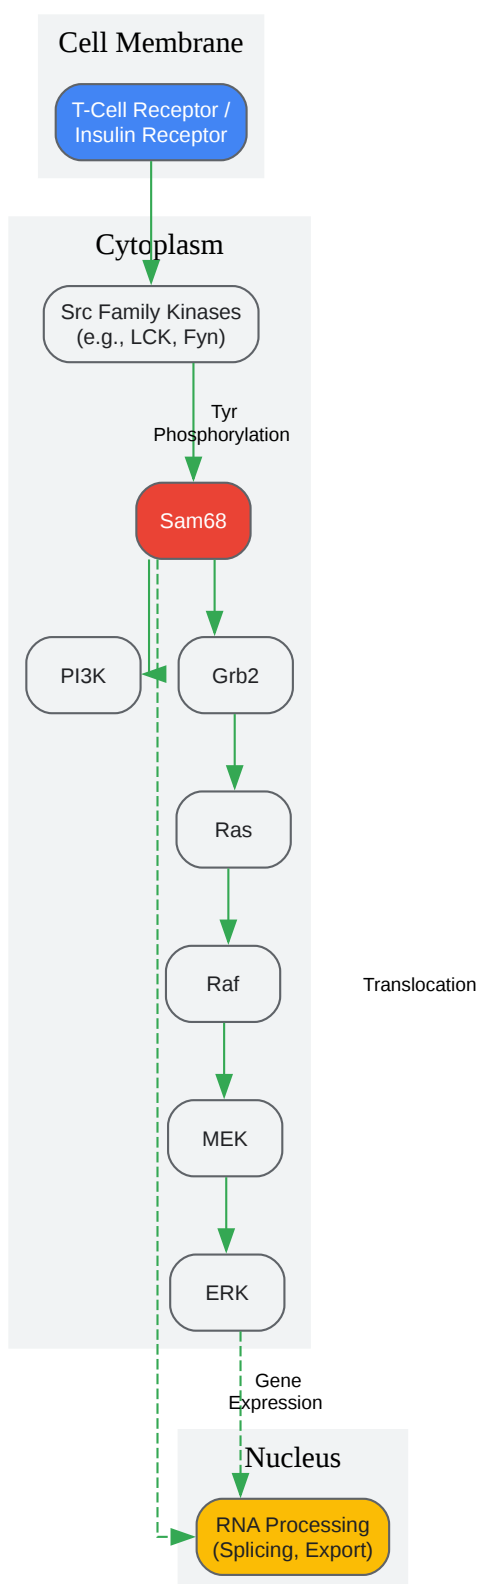 Cell Membrane
T-Cell Receptor /
Insulin Receptor
Cytoplasm
Src Family Kinases
(e.g., LCK, Fyn)
Tyr
Phosphorylation
Sam68
PI3K
Grb2
Ras
Raf
Translocation
MEK
ERK
Gene
Expression
Nucleus
RNA Processing
(Splicing, Export)